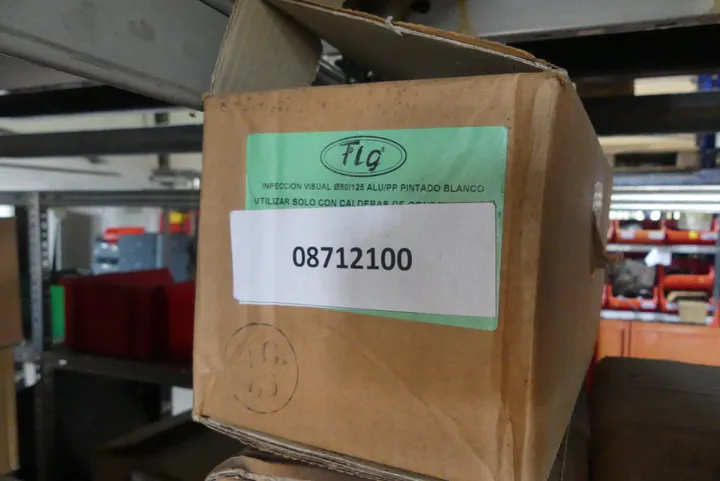 Fig
INPECCION VISUAL Ø80/125 ALU/PP PINTADO BLANCO
UTILIZAR SOLO CON CALDERAS DE
08712100